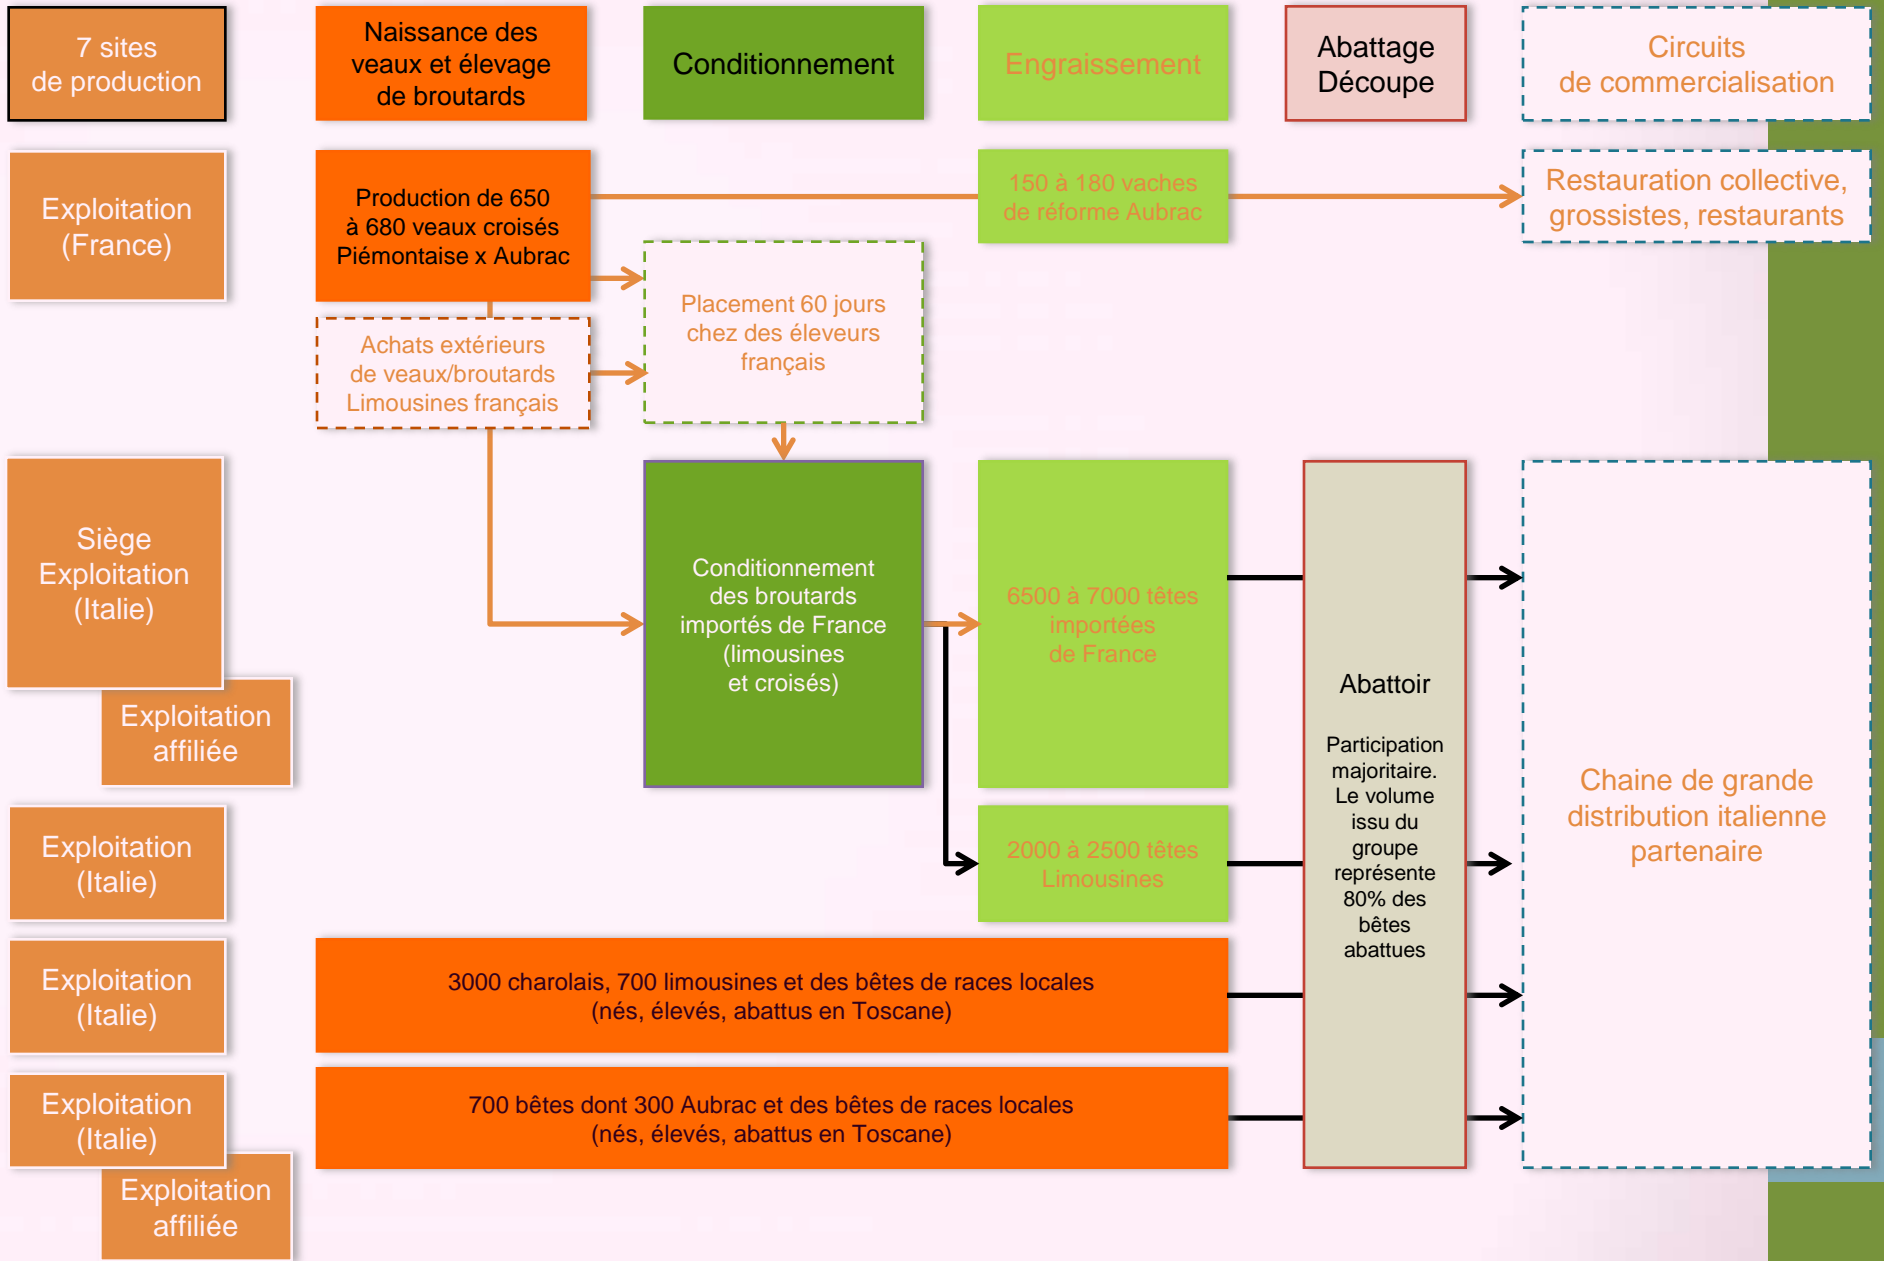 7 sites
de production
Naissance des
veaux et élevage
de broutards
Conditionnement
Engraissement
Abattage
Découpe
Circuits
de commercialisation
Exploitation
(France)
Production de 650
à 680 veaux croisés
Piémontaise x Aubrac
150 à 180 vaches
de réforme Aubrac
Restauration collective,
grossistes, restaurants
Achats extérieurs
de veaux/broutards
Limousines français
Placement 60 jours
chez des éleveurs
français
Siège
Exploitation
(Italie)
Exploitation
affiliée
Conditionnement
des broutards
importés de France
(limousines
et croisés)
6500 à 7000 têtes
importées
de France
Abattoir
Participation
majoritaire.
Le volume
issu du
groupe
représente
80% des
bêtes
abattues
Chaine de grande
distribution italienne
partenaire
Exploitation
(Italie)
2000 à 2500 têtes
Limousines
Exploitation
(Italie)
3000 charolais, 700 limousines et des bêtes de races locales
(nés, élevés, abattus en Toscane)
Exploitation
(Italie)
700 bêtes dont 300 Aubrac et des bêtes de races locales
(nés, élevés, abattus en Toscane)
Exploitation
affiliée